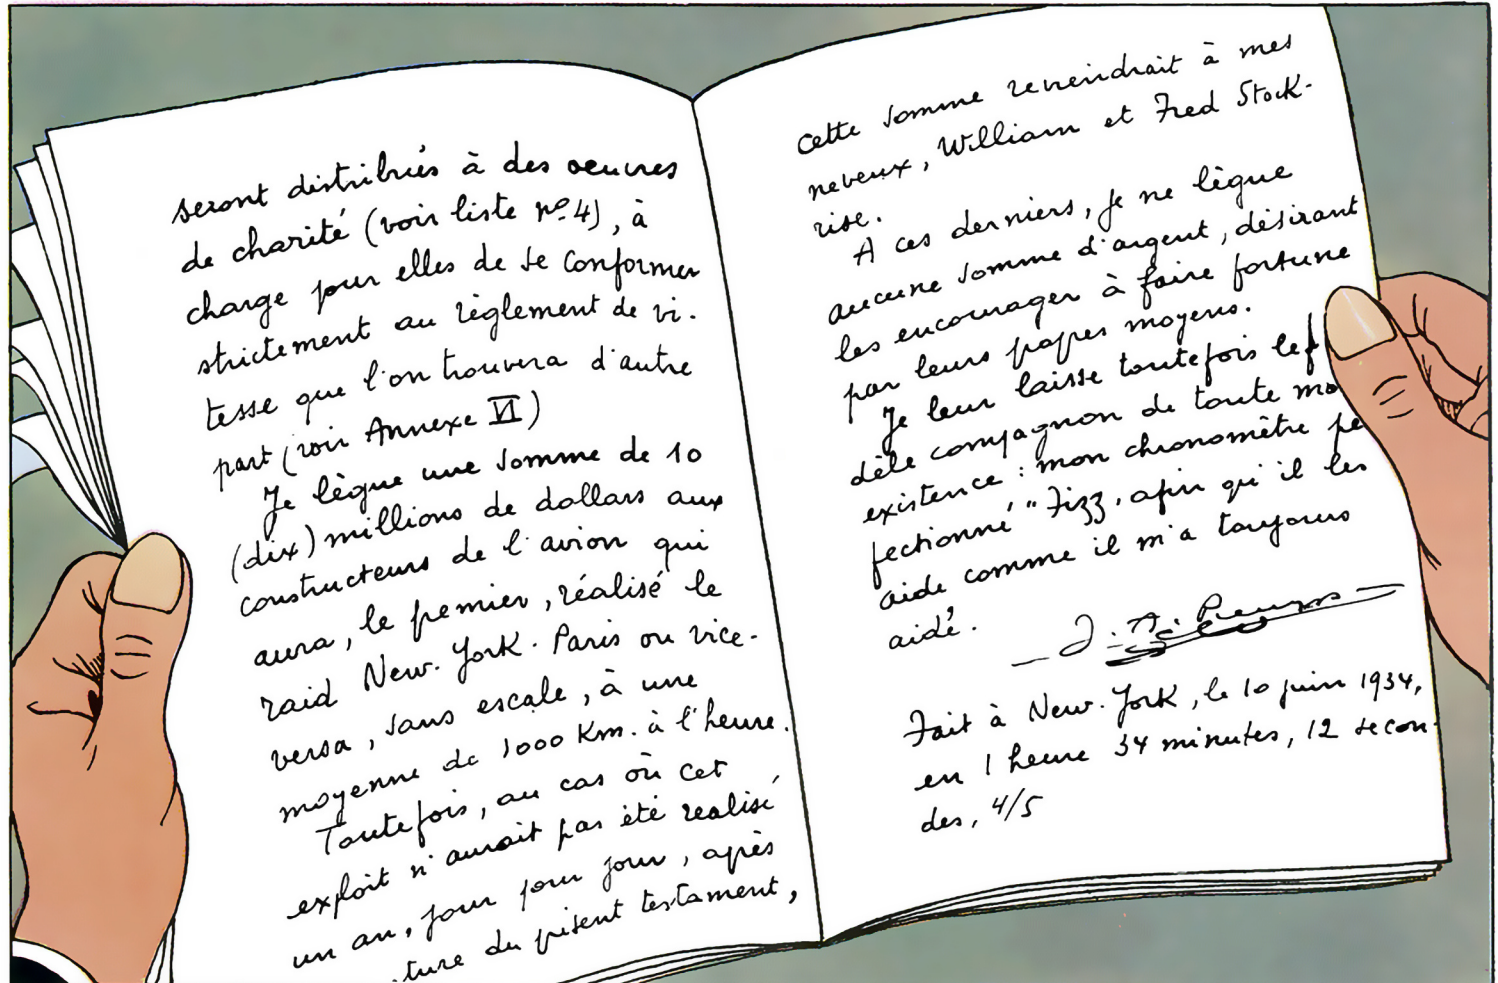 seront distribués à des oeuvres
de charité (voir liste nº 4), à
charge pour elles de se conformer
strictement au règlement de vi-
tesse que l'on trouvera d'autre
part (voir Annexe VI)
Je lègue une somme de 10
(dix) millions de dollars aux
constructeurs de l'avion qui
aura, le premier, réalisé le
raid New-York-Paris ou vice-
versa, sans escale, à une
moyenne de 1000 Km. à l'heure.
Toutefois, au cas où cet
exploit n'aurait pas été réalisé
un an, jour pour jour, après
ture du présent testament,
cette somme reviendrait à mes
neveux, William et Fred Stock-
rise.
A ces derniers, je ne lègue
aucune somme d'argent, désirant
les encourager à faire fortune
par leurs propres moyens.
Je leur laisse toutefois le f
dèle compagnon de toute mo
existence : mon chronomètre pe
fectionné "Fizz, afin qu'il les
aide comme il m'a toujours
aidé.
Fait à New-York, le 10 juin 1934,
en 1 heure 34 minutes, 12 secon-
des, 4/5